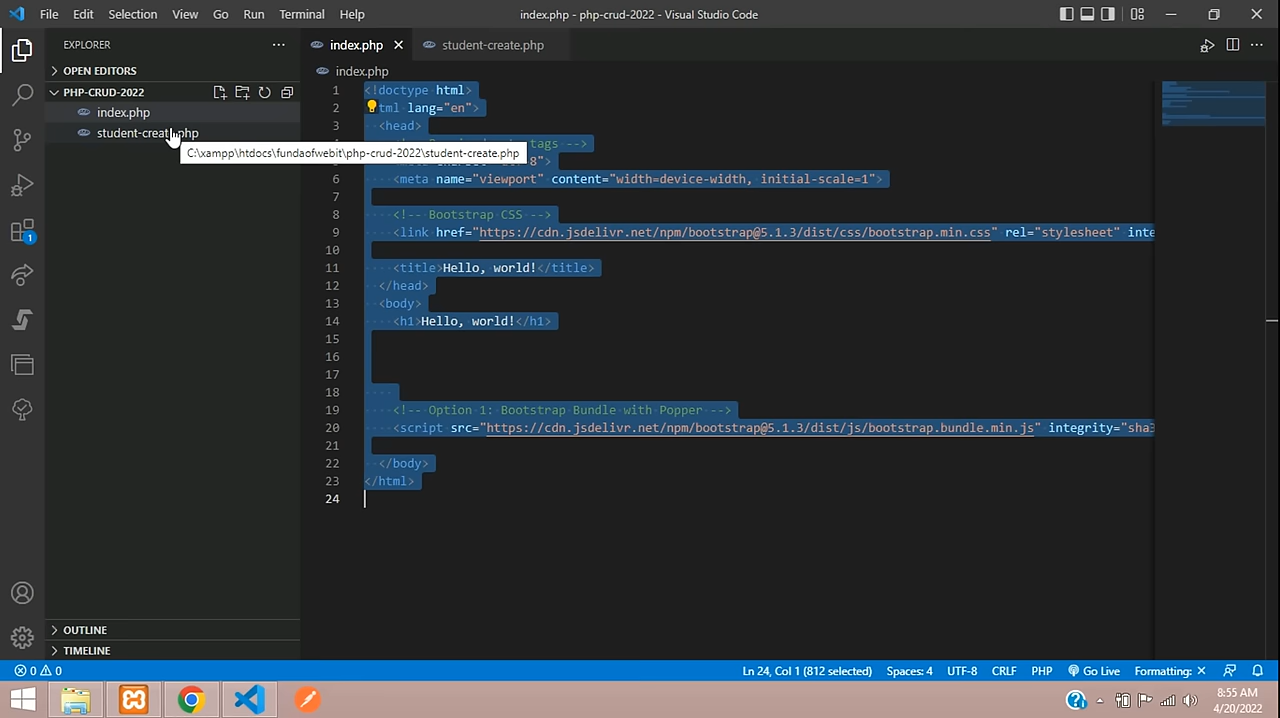 File Edit Selection View Go Run Terminal Help
index.php - php-crud-2022 - Visual Studio Code
EXPLORER
index.php
student-create.php
OPEN EDITORS
index.php
PHP-CRUD-2022
index.php
student-create.php
C:\xampp\htdocs\fundaofwebit\php-crud-2022\student-create.php
1 <!doctype html>
2 tml lang="en">
3 <head>
tags -->
8">
6 <meta name="viewport" content="width=device-width, initial-scale=1">
7
8 <!-- Bootstrap CSS -->
9 <link href="https://cdn.jsdelivr.net/npm/bootstrap@5.1.3/dist/css/bootstrap.min.css" rel="stylesheet" inte
10
11 <title>Hello, world!</title>
12 </head>
13 <body>
14 <h1>Hello, world!</h1>
15
16
17
18
19 <!-- Option 1: Bootstrap Bundle with Popper -->
20 <script src="https://cdn.jsdelivr.net/npm/bootstrap@5.1.3/dist/js/bootstrap.bundle.min.js" integrity="sha3
21
22 </body>
23 </html>
24
1
OUTLINE
TIMELINE
0 0
Ln 24, Col 1 (812 selected) Spaces: 4 UTF-8 CRLF PHP Go Live Formatting: ×
8:55 AM
4/20/2022